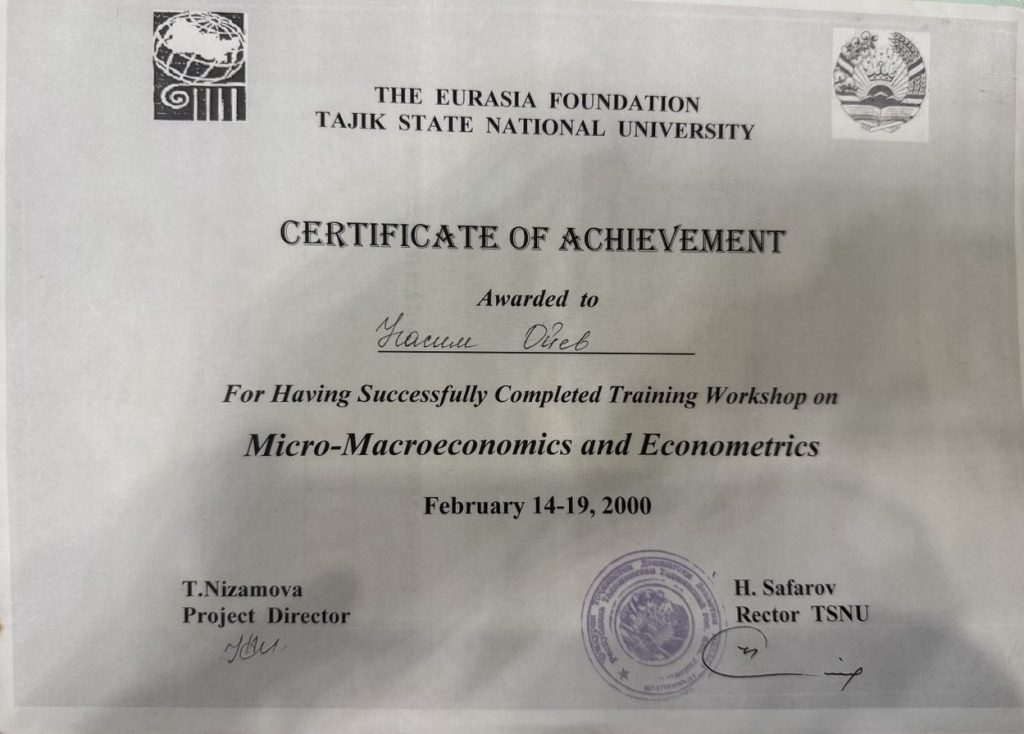 THE EURASIA FOUNDATION
TAJIK STATE NATIONAL UNIVERSITY
CERTIFICATE OF ACHIEVEMENT
Awarded to
Насим Ойев
For Having Successfully Completed Training Workshop on
Micro-Macroeconomics and Econometrics
February 14-19, 2000
T.Nizamova
Project Director
H. Safarov
Rector TSNU